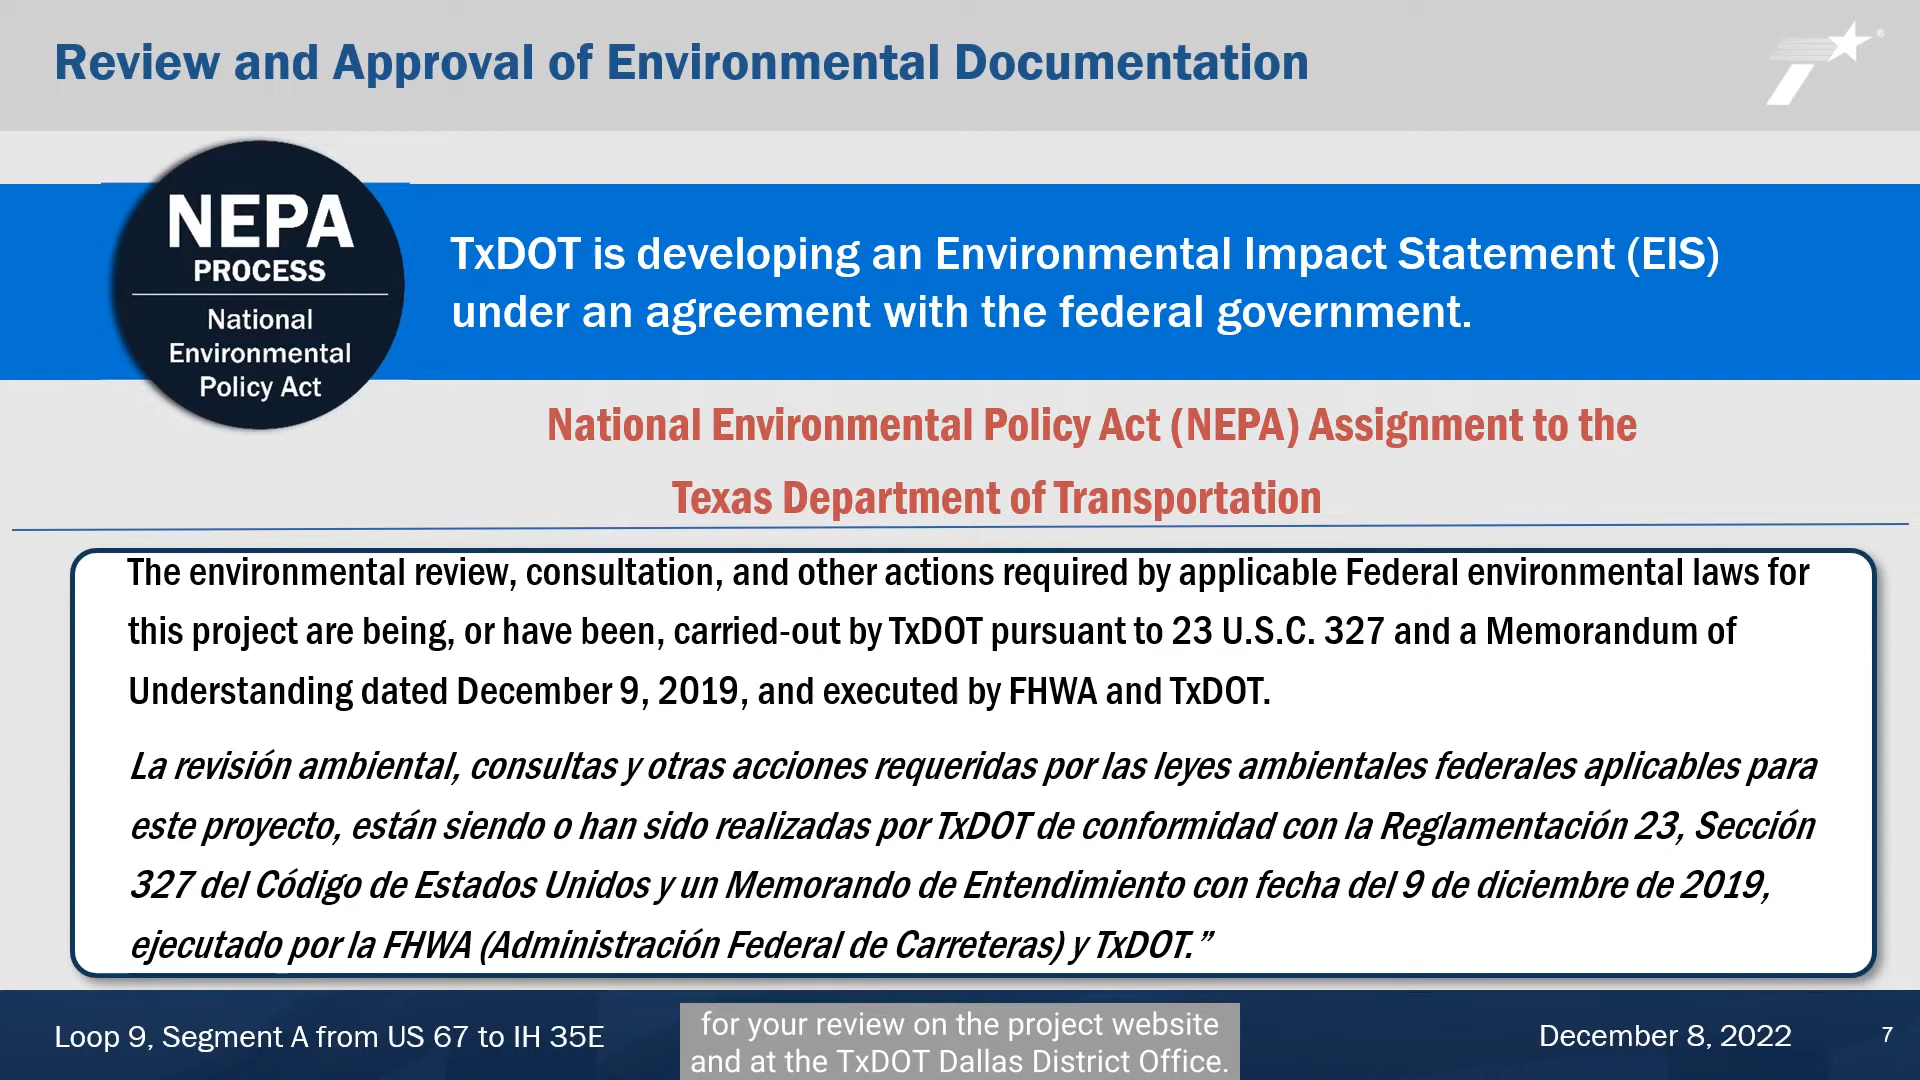 Review and Approval of Environmental Documentation
NEPA
PROCESS
National
Environmental
Policy Act
TxDOT is developing an Environmental Impact Statement (EIS)
under an agreement with the federal government.
National Environmental Policy Act (NEPA) Assignment to the
Texas Department of Transportation
The environmental review, consultation, and other actions required by applicable Federal environmental laws for
this project are being, or have been, carried-out by TxDOT pursuant to 23 U.S.C. 327 and a Memorandum of
Understanding dated December 9, 2019, and executed by FHWA and TxDOT.
La revisión ambiental, consultas y otras acciones requeridas por las leyes ambientales federales aplicables para
este proyecto, están siendo o han sido realizadas por TxDOT de conformidad con la Reglamentación 23, Sección
327 del Código de Estados Unidos y un Memorando de Entendimiento con fecha del 9 de diciembre de 2019,
ejecutado por la FHWA (Administración Federal de Carreteras) y TxDOT.”
Loop 9, Segment A from US 67 to IH 35E
for your review on the project website
and at the TxDOT Dallas District Office.
December 8, 2022
7